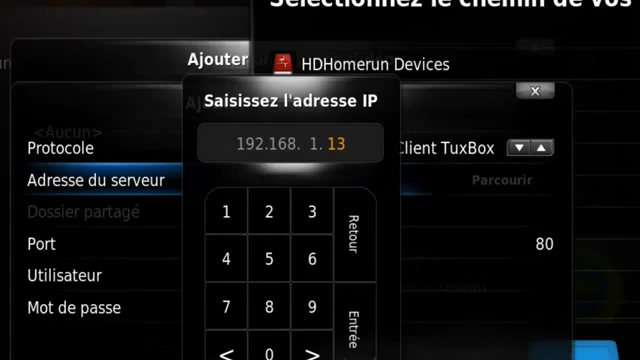 Sélectionnez le chemin de vos
Ajouter
HDHomerun Devices
Saisissez l'adresse IP
<Aucun>
192.168. 1. 13
Protocole
Client TuxBox
Adresse du serveur
Parcourir
Dossier partagé
Port
80
Utilisateur
Mot de passe
1 2 3
Retour
4 5 6
7 8 9
Entrée
< 0 >